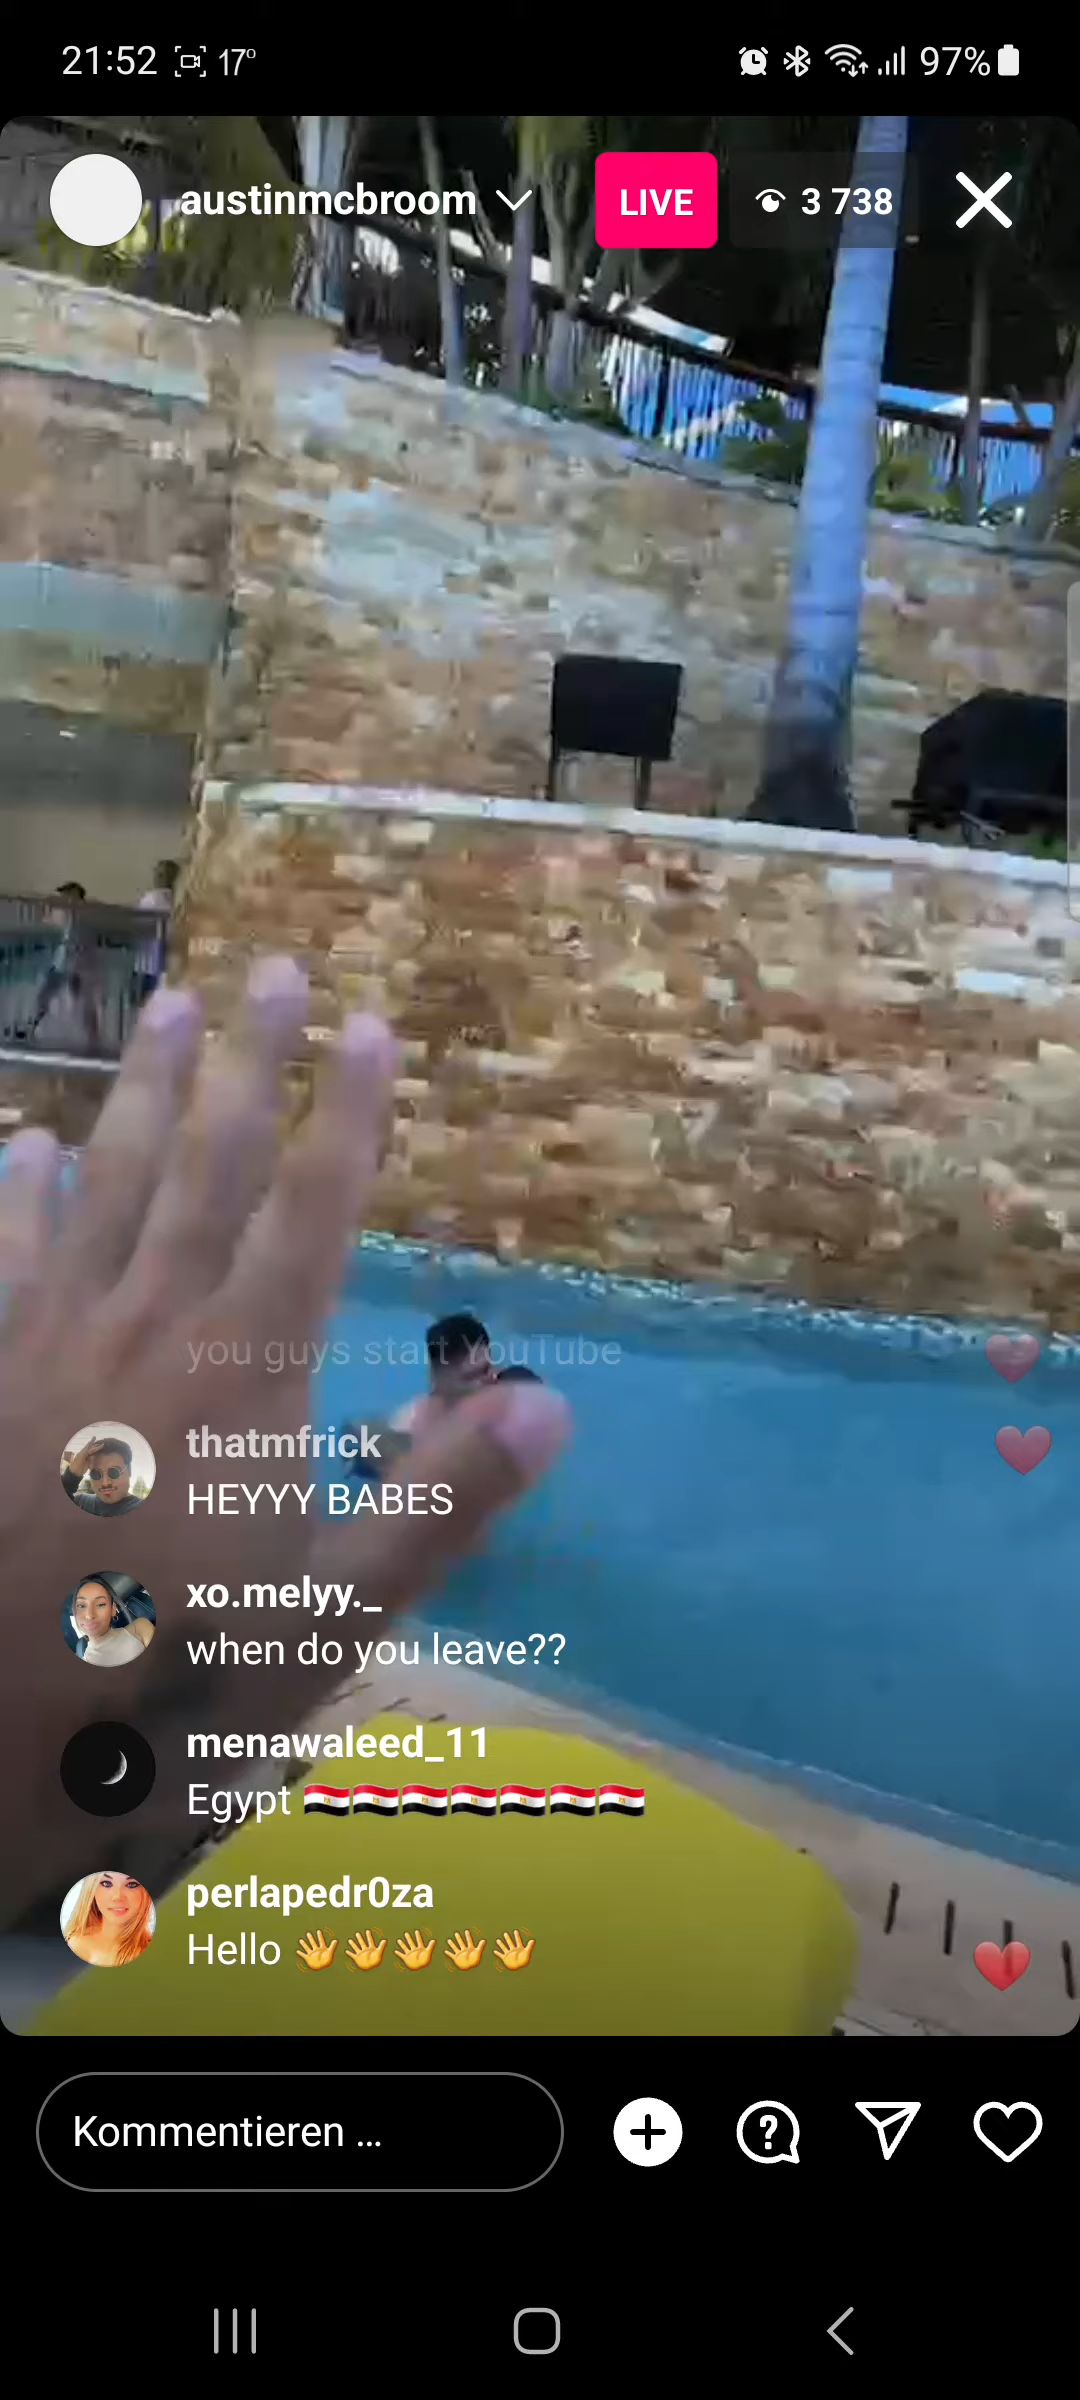 21:52 17° 97%
austinmcbroom LIVE 3 738
you guys start YouTube
thatmfrick
HEYYY BABES
xo.melyy._
when do you leave??
menawaleed_11
Egypt 🇪🇬🇪🇬🇪🇬🇪🇬🇪🇬🇪🇬🇪🇬
perlapedr0za
Hello 👋👋👋👋👋
Kommentieren ...